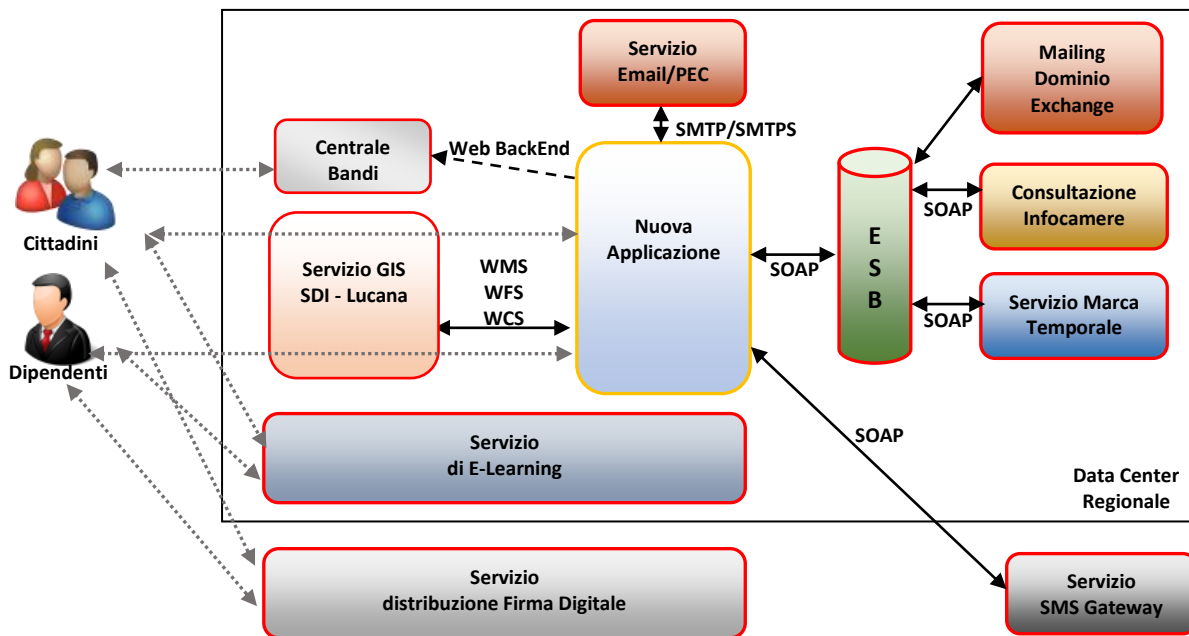 Servizio
Email/PEC
Mailing
Dominio
Exchange
SMTP/SMTPS
Web BackEnd
Centrale
Bandi
Cittadini
Nuova
Applicazione
SOAP
E
S
B
SOAP
Consultazione
Infocamere
Servizio GIS
SDI - Lucana
WMS
WFS
WCS
SOAP
Servizio Marca
Temporale
Dipendenti
Servizio
di E-Learning
SOAP
Data Center
Regionale
Servizio
distribuzione Firma Digitale
Servizio
SMS Gateway